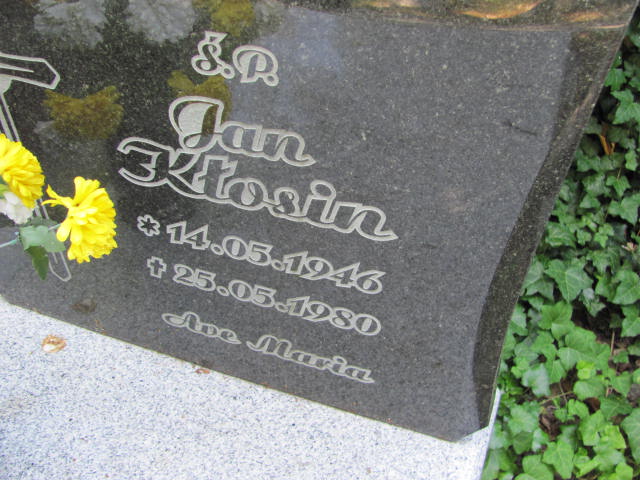 Ś.P.
Jan
Kłosin
* 14.05.1946
✝ 25.05.1980
Ave Maria